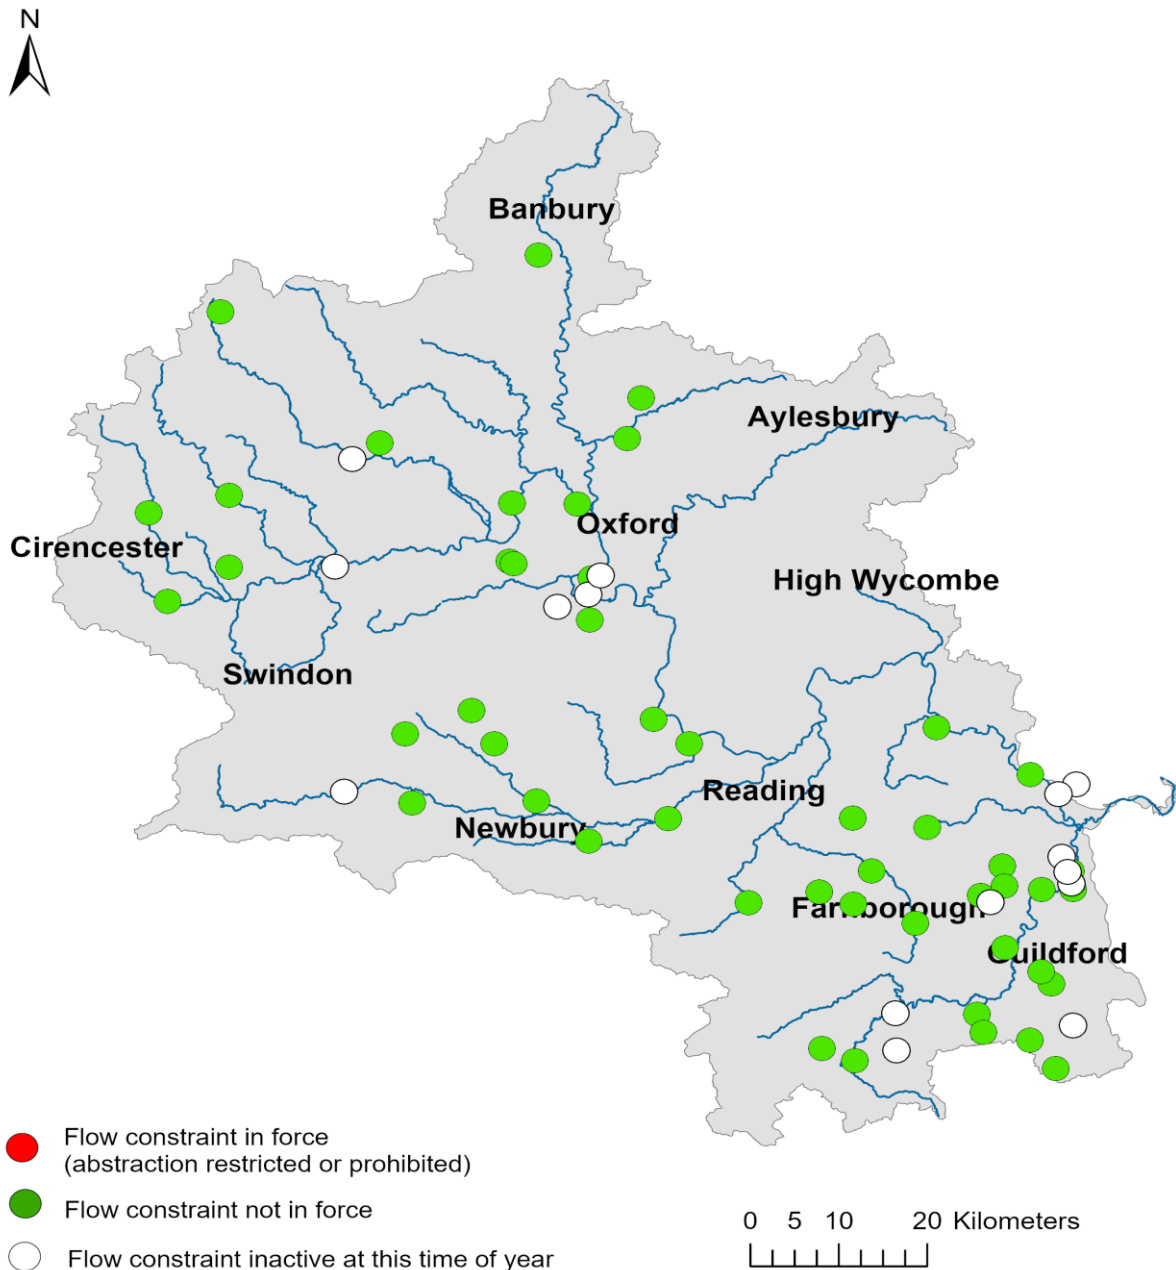 N
Banbury
Aylesbury
Oxford
Cirencester
High Wycombe
Swindon
Reading
Newbury
Farnborough
Guildford
Flow constraint in force
(abstraction restricted or prohibited)
Flow constraint not in force
Flow constraint inactive at this time of year
0 5 10 20 Kilometers